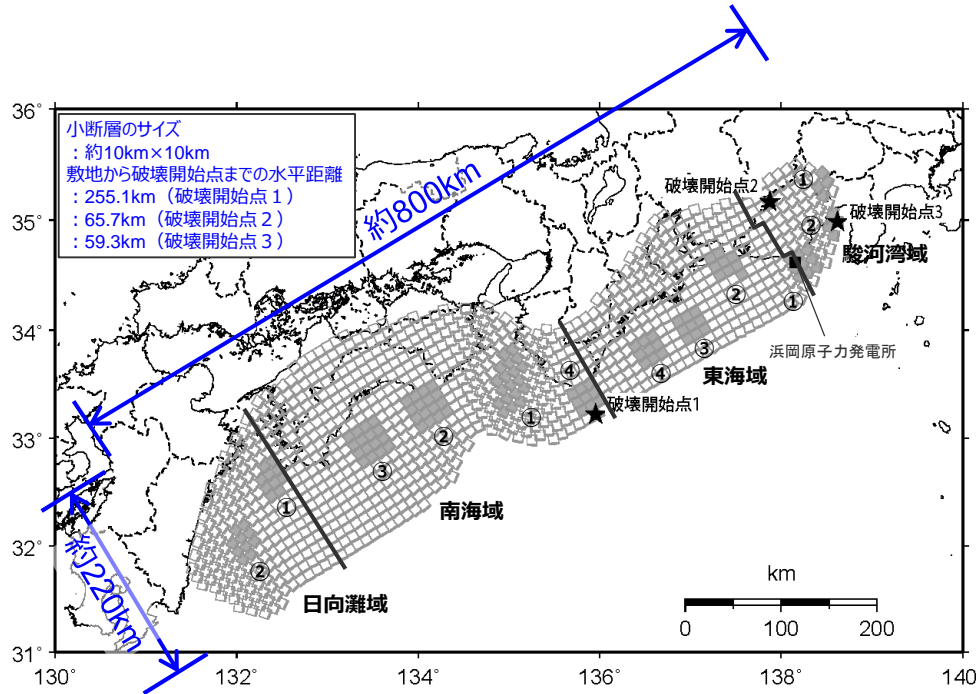 約800km
36°
小断層のサイズ
：約10km×10km
敷地から破壊開始点までの水平距離
：255.1km（破壊開始点１）
：65.7km（破壊開始点２）
：59.3km（破壊開始点３）
破壊開始点2
①
破壊開始点3
35°
②
駿河湾域
②
①
34°
浜岡原子力発電所
③
④
④
東海域
破壊開始点1
33°
①
②
③
①
南海域
32°
約220km
②
日向灘域
km
0
100
200
31°
130°
132°
134°
136°
138°
140